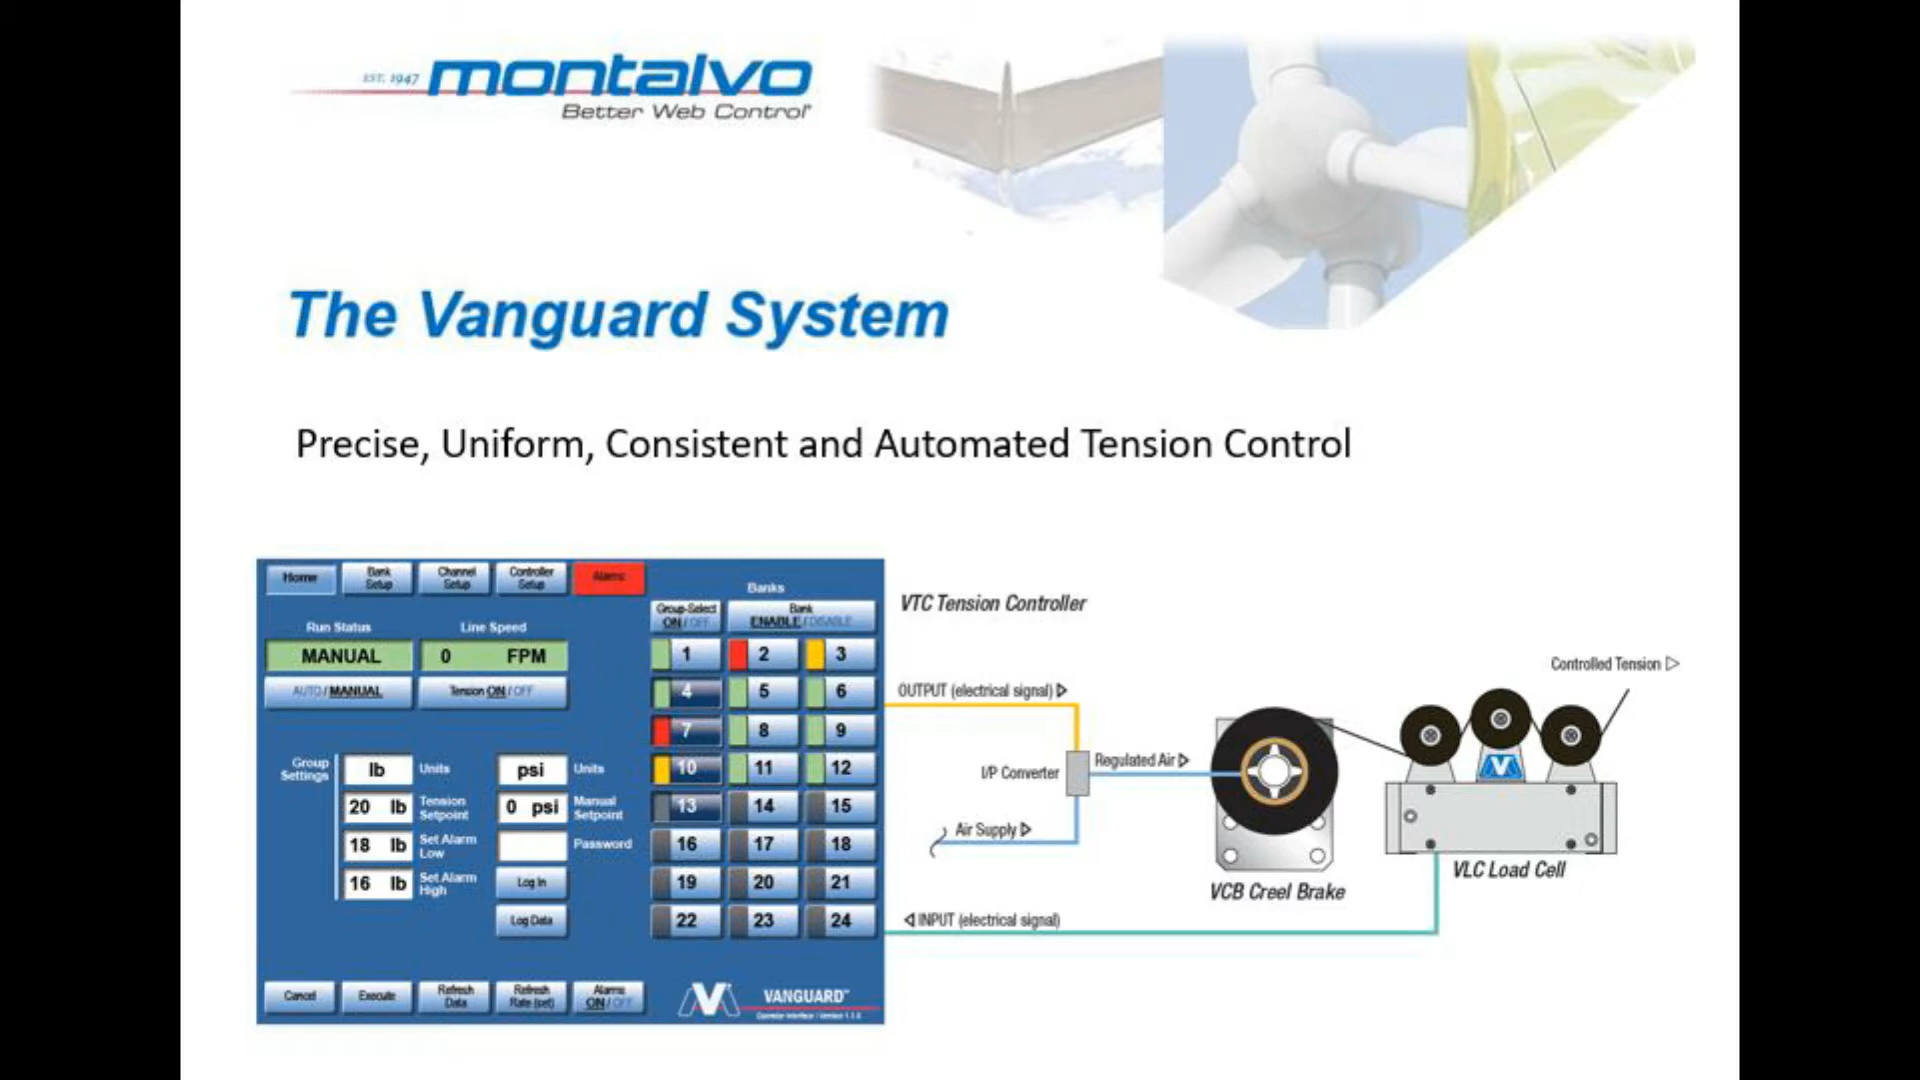 EST. 1947 montalvo
Better Web Control
The Vanguard System
Precise, Uniform, Consistent and Automated Tension Control
Home
Bank
Setup
Channel
Setup
Controller
Setup
Alarms
Run Status
Line Speed
MANUAL
0 FPM
AUTO / MANUAL
Tension ON / OFF
Group
Settings
lb Units
20 lb Tension
Setpoint
18 lb Set Alarm
Low
16 lb Set Alarm
High
psi Units
0 psi Manual
Setpoint
Password
Log In
Log Data
Banks
Group-Select
ON / OFF
Bank
ENABLE / DISABLE
1 2 3
4 5 6
7 8 9
10 11 12
13 14 15
16 17 18
19 20 21
22 23 24
Cancel
Execute
Refresh
Data
Refresh
Rate (set)
Alarms
ON / OFF
VANGUARD™
Operator Interface / Version 1.1.0
VTC Tension Controller
OUTPUT (electrical signal)
I/P Converter
Regulated Air
Air Supply
INPUT (electrical signal)
VCB Creel Brake
Controlled Tension
V
VLC Load Cell